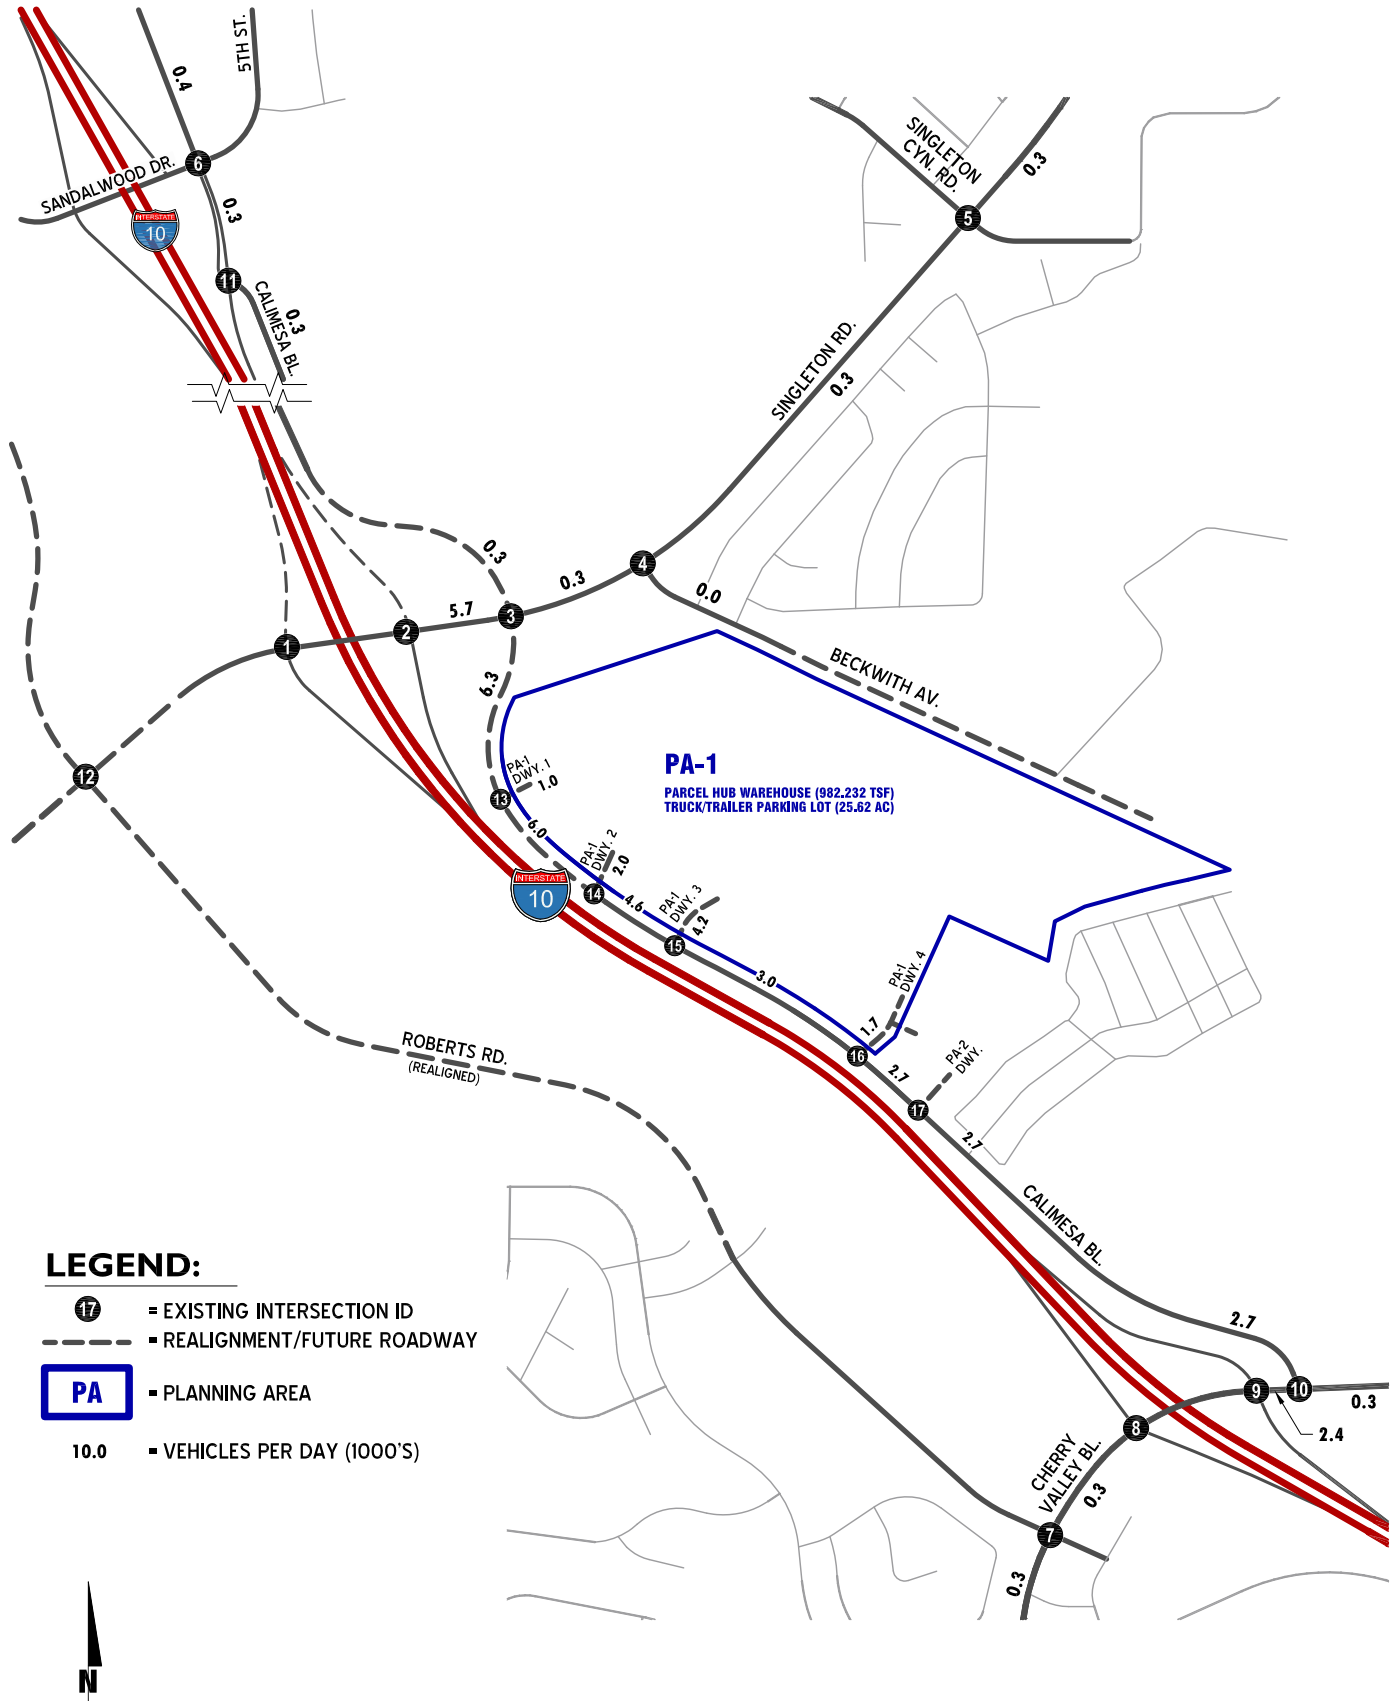 5TH ST.
0.4
6
SANDALWOOD DR.
0.3
INTERSTATE
10
11
CALIMESA BL.
0.3
SINGLETON
CYN. RD.
0.3
5
SINGLETON RD.
0.3
0.3
4
0.3
0.0
3
5.7
2
1
6.3
BECKWITH AV.
12
PA-1
DWY. 1
1.0
13
PA-1
PARCEL HUB WAREHOUSE (982.232 TSF)
TRUCK/TRAILER PARKING LOT (25.62 AC)
6.0
PA-1
DWY. 2
2.0
14
INTERSTATE
10
4.6
PA-1
DWY. 3
4.2
15
3.0
PA-1
DWY. 4
1.7
16
2.7
PA-2
DWY.
17
2.7
ROBERTS RD.
(REALIGNED)
CALIMESA BL.
2.7
9
10
0.3
2.4
8
CHERRY
VALLEY BL.
0.3
7
0.3
LEGEND:
17 = EXISTING INTERSECTION ID
= REALIGNMENT/FUTURE ROADWAY
PA = PLANNING AREA
10.0 = VEHICLES PER DAY (1000'S)
N